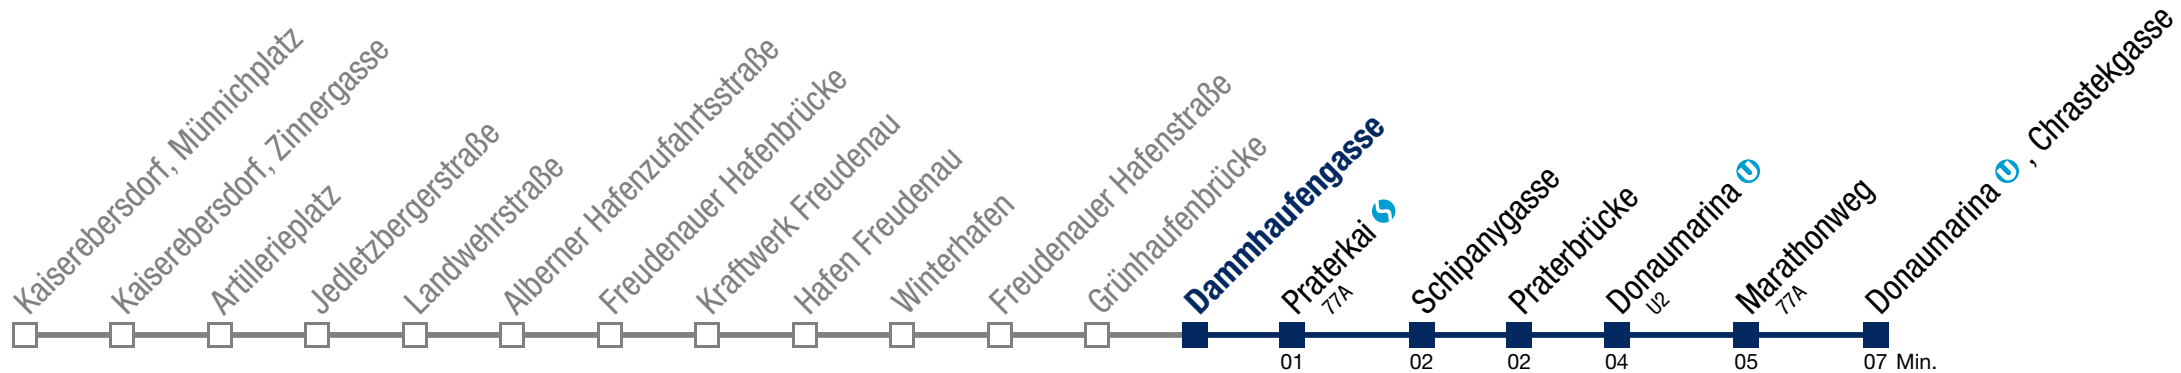 Kaiserebersdorf, Münnichplatz
Kaiserebersdorf, Zinnergasse
Artillerieplatz
Jedletzbergerstraße
Landwehrstraße
Alberner Hafenzufahrtsstraße
Freudenauer Hafenbrücke
Kraftwerk Freudenau
Hafen Freudenau
Winterhafen
Freudenauer Hafenstraße
Grünhaufenbrücke
Dammhaufengasse
Praterkai
77A
Schipanygasse
Praterbrücke
Donaumarina U
U2
Marathonweg
77A
Donaumarina U , Chrastekgasse
01
02
02
04
05
07 Min.